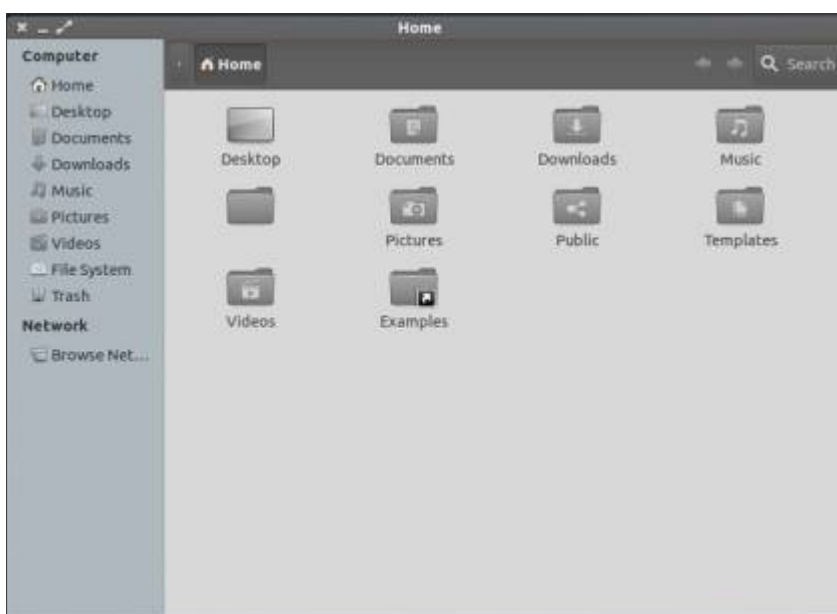 Home
Computer
Home
Desktop
Documents
Downloads
Music
Pictures
Videos
File System
Trash
Network
Browse Net...
Home
Search
Desktop
Documents
Downloads
Music
Pictures
Public
Templates
Videos
Examples